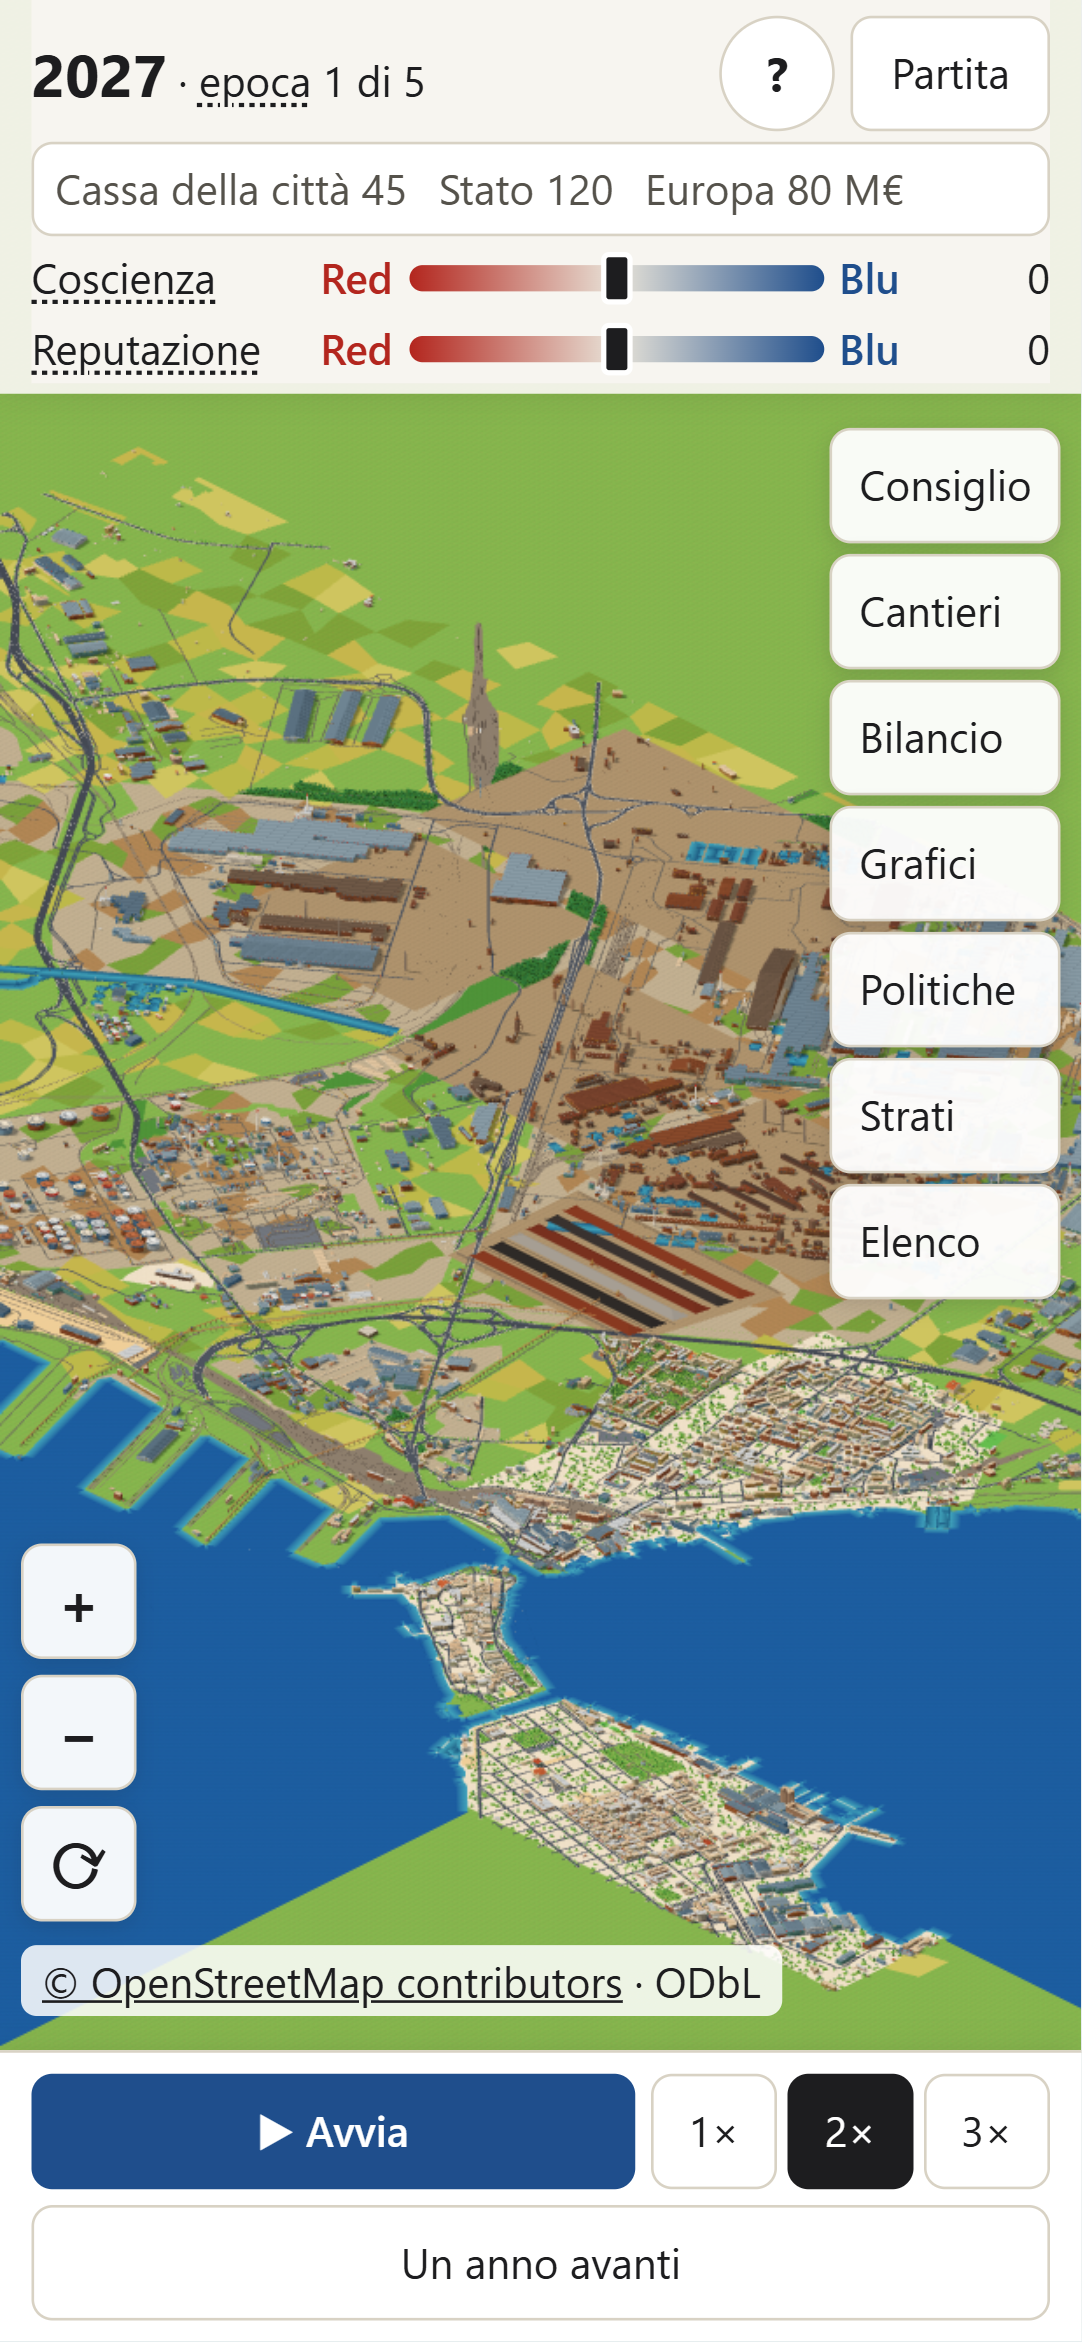 2027 · epoca 1 di 5
?
Partita
Cassa della città 45 Stato 120 Europa 80 M€
Coscienza Red Blu 0
Reputazione Red Blu 0
Consiglio
Cantieri
Bilancio
Grafici
Politiche
Strati
Elenco
+
−
⟳
© OpenStreetMap contributors · ODbL
▶ Avvia
1×
2×
3×
Un anno avanti